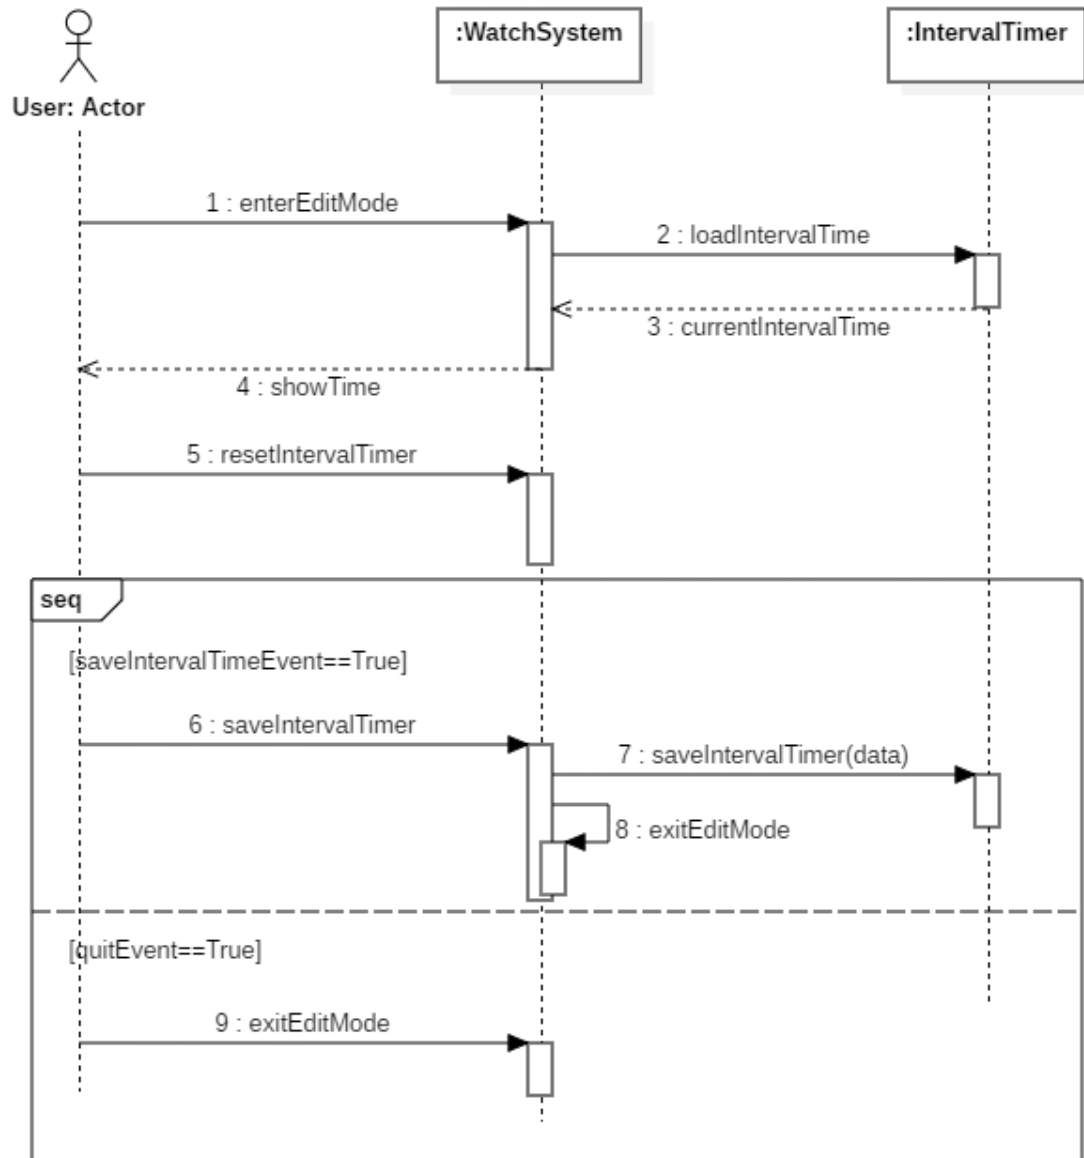 :WatchSystem
:IntervalTimer
User: Actor
1 : enterEditMode
2 : loadIntervalTime
3 : currentIntervalTime
4 : showTime
5 : resetIntervalTimer
seq
[saveIntervalTimeEvent==True]
6 : saveIntervalTimer
7 : saveIntervalTimer(data)
8 : exitEditMode
[quitEvent==True]
9 : exitEditMode